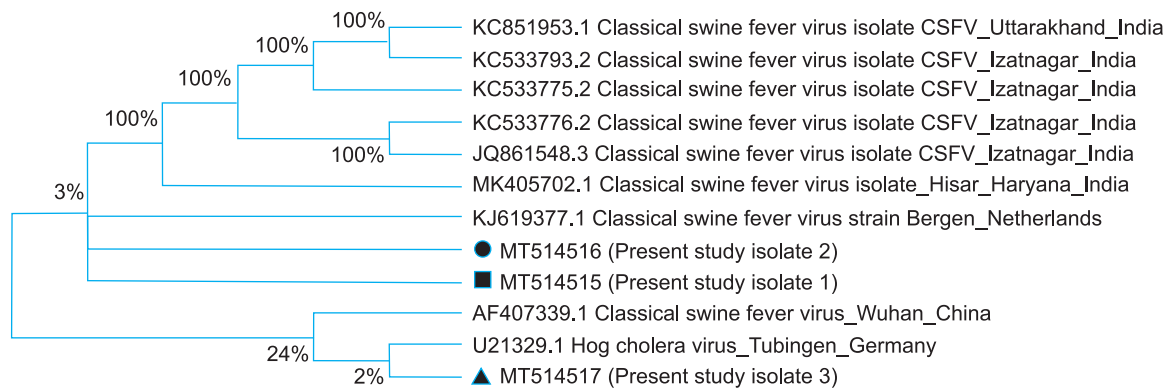 100%
KC851953.1 Classical swine fever virus isolate CSFV_Uttarakhand_India
100%
KC533793.2 Classical swine fever virus isolate CSFV_Izatnagar_India
100%
KC533775.2 Classical swine fever virus isolate CSFV_Izatnagar_India
100%
KC533776.2 Classical swine fever virus isolate CSFV_Izatnagar_India
100%
JQ861548.3 Classical swine fever virus isolate CSFV_Izatnagar_India
3%
MK405702.1 Classical swine fever virus isolate_Hisar_Haryana_India
KJ619377.1 Classical swine fever virus strain Bergen_Netherlands
MT514516 (Present study isolate 2)
MT514515 (Present study isolate 1)
AF407339.1 Classical swine fever virus_Wuhan_China
24%
U21329.1 Hog cholera virus_Tubingen_Germany
2%
MT514517 (Present study isolate 3)